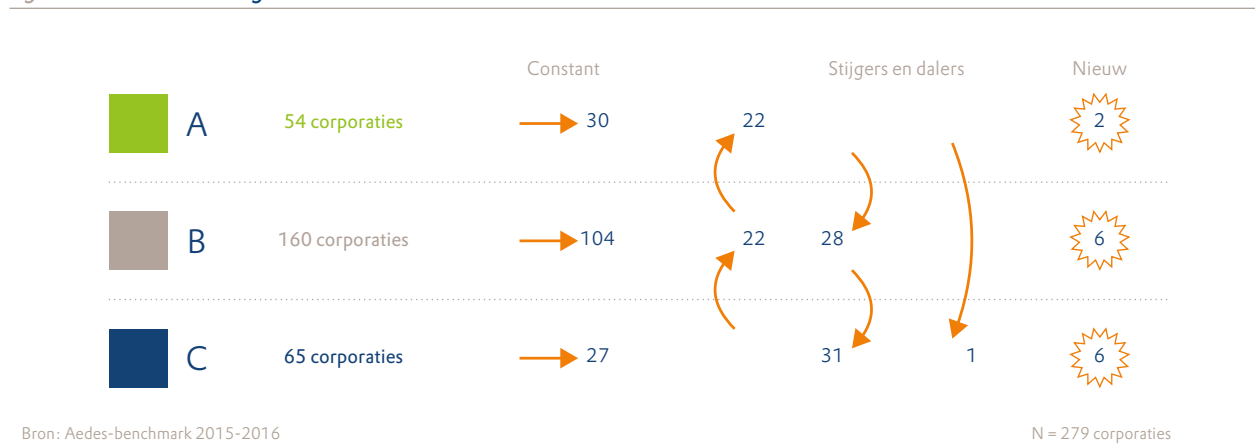 Constant Stijgers en dalers Nieuw
A 54 corporaties 30 22 2
B 160 corporaties 104 22 28 6
C 65 corporaties 27 31 1 6
Bron: Aedes-benchmark 2015-2016 N = 279 corporaties